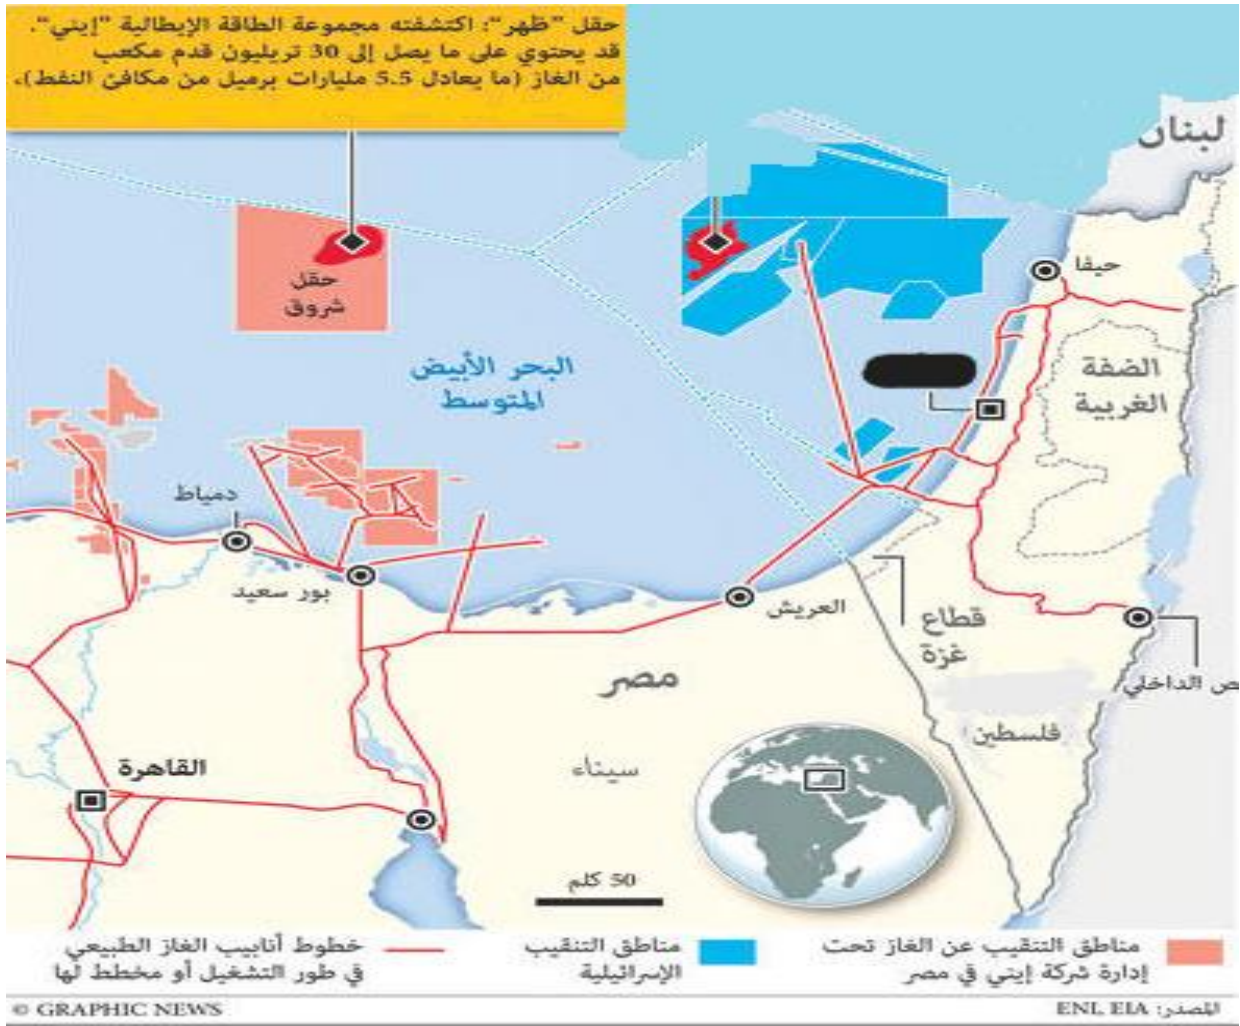 حقل ”ظهر“: اكتشفته مجموعة الطاقة الإيطالية ”إيني“.
قد يحتوي على ما يصل إلى 30 تريليون قدم مكعب
من الغاز (ما يعادل 5.5 مليارات برميل من مكافئ النفط).
لبنان
حيفا
حقل
شروق
البحر الأبيض
المتوسط
الضفة
الغربية
دمياط
بور سعيد
العريش
قطاع
غزة
ص الداخلي
مصر
فلسطين
سيناء
القاهرة
50 كلم
مناطق التنقيب عن الغاز تحت
إدارة شركة إيني في مصر
مناطق التنقيب
الإسرائيلية
خطوط أنابيب الغاز الطبيعي
في طور التشغيل أو مخطط لها
المصدر: ENI, EIA
© GRAPHIC NEWS